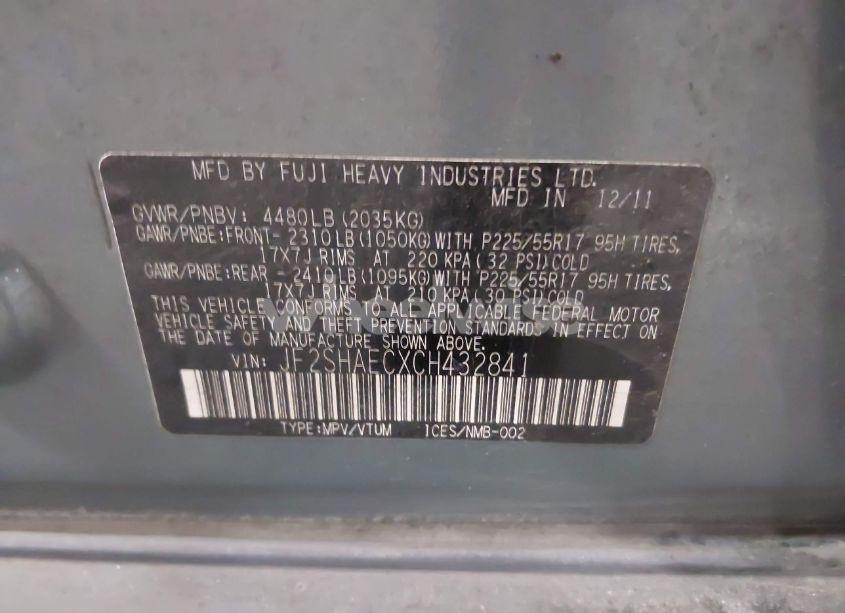 MFD BY FUJI HEAVY INDUSTRIES LTD.
MFD IN 12/11
GVWR/PNBV: 4480LB(2035KG)
GAWR/PNBE:FRONT- 2310LB(1050KG)WITH P225/55R17 95H TIRES,
17X7J RIMS AT 220 KPA(32 PSI)COLD
GAWR/PNBE:REAR -2410LB(1095KG)WITH P225/55R17 95H TIRES,
17X7J RIMS AT 210 KPA(30 PSI)COLD
THIS VEHICLE CONFORMS TO ALL APPLICABLE FEDERAL MOTOR
VEHICLE SAFETY AND THEFT PREVENTION STANDARDS IN EFFECT ON
THE DATE OF MANUFACTURE SHOWN ABOVE.
VIN: JF2SHAECXCH432841
TYPE:MPV/VTUM ICES/NMB-002